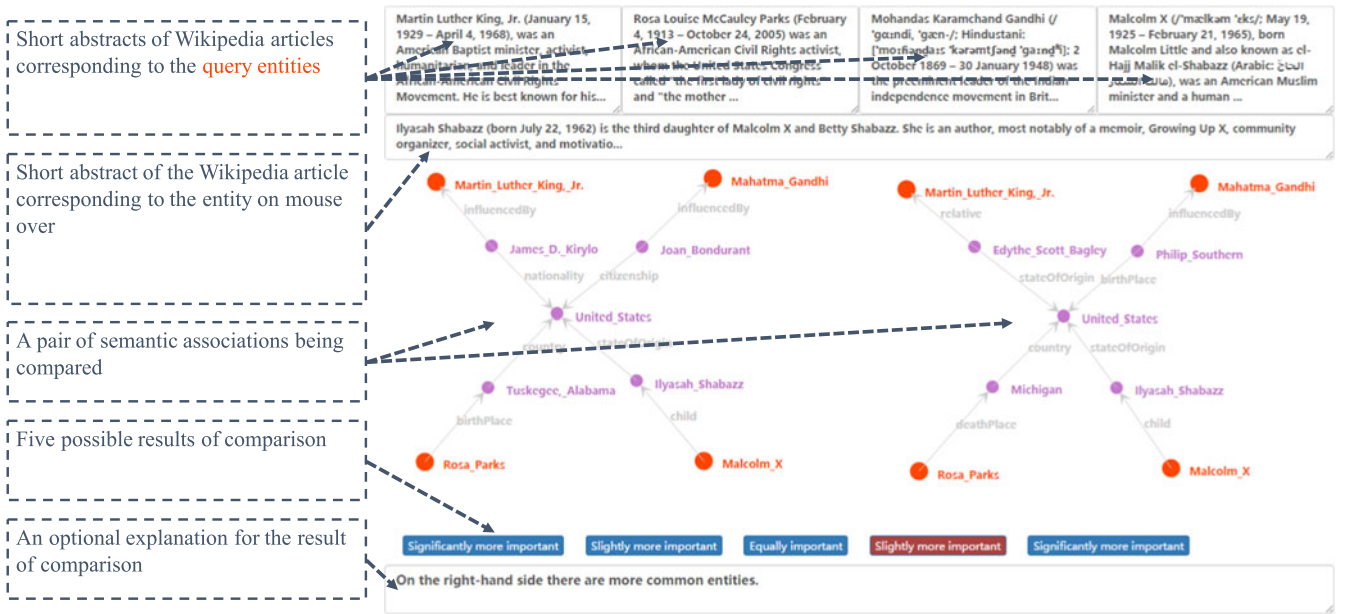 Short abstracts of Wikipedia articles
corresponding to the query entities
Short abstract of the Wikipedia article
corresponding to the entity on mouse
over
A pair of semantic associations being
compared
Five possible results of comparison
An optional explanation for the result
of comparison
Martin Luther King, Jr. (January 15,
1929 – April 4, 1968), was an
American Baptist minister, activist,
humanitarian, and leader in the
African-American Civil Rights
Movement. He is best known for his...
Rosa Louise McCauley Parks (February
4, 1913 – October 24, 2005) was an
African-American Civil Rights activist,
whom the United States Congress
called "the first lady of civil rights"
and "the mother ...
Mohandas Karamchand Gandhi (/
October 1869 – 30 January 1948) was
the preeminent leader of the Indian
independence movement in Brit...
Malcolm X (/ˈmælkəm ˈɛks/; May 19,
1925 – February 21, 1965), born
Malcolm Little and also known as el-
Hajj Malik el-Shabazz (Arabic:
was an American Muslim
minister and a human ...
Ilyasah Shabazz (born July 22, 1962) is the third daughter of Malcolm X and Betty Shabazz. She is an author, most notably of a memoir, Growing Up X, community
organizer, social activist, and motivatio...
Martin_Luther_King,_Jr.
Mahatma_Gandhi
influencedBy
influencedBy
James_D._Kirylo
Joan_Bondurant
nationality
citizenship
United_States
country
stateOfOrigin
Tuskegee,_Alabama
Ilyasah_Shabazz
birthPlace
child
Rosa_Parks
Malcolm_X
Martin_Luther_King,_Jr.
Mahatma_Gandhi
relative
influencedBy
Edythe_Scott_Bagley
Philip_Southern
stateOfOrigin
birthPlace
United_States
country
stateOfOrigin
Michigan
Ilyasah_Shabazz
deathPlace
child
Rosa_Parks
Malcolm_X
Significantly more important
Slightly more important
Equally important
Slightly more important
Significantly more important
On the right-hand side there are more common entities.